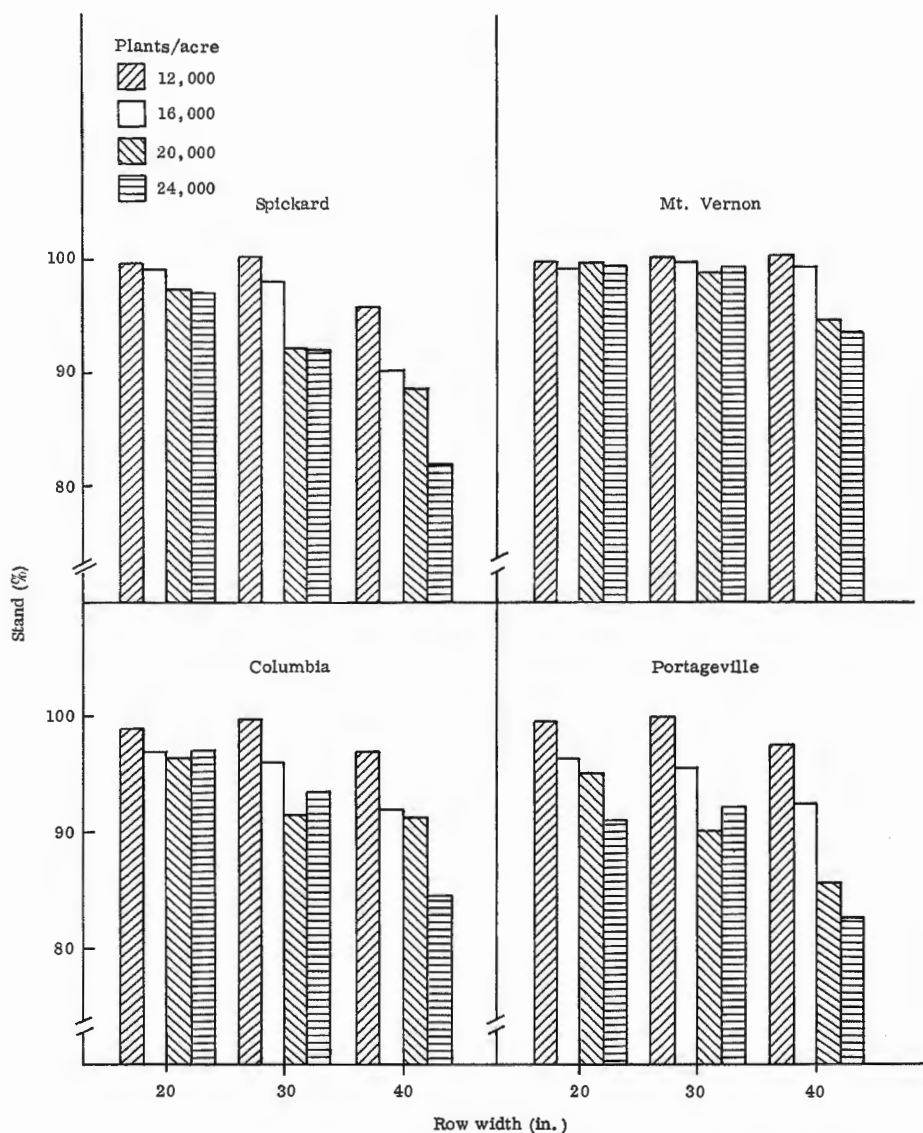 Plants/acre
12,000
16,000
20,000
24,000
Spickard
Mt. Vernon
100
90
80
Stand (%)
Columbia
Portageville
100
90
80
20 30 40 20 30 40
Row width (in.)